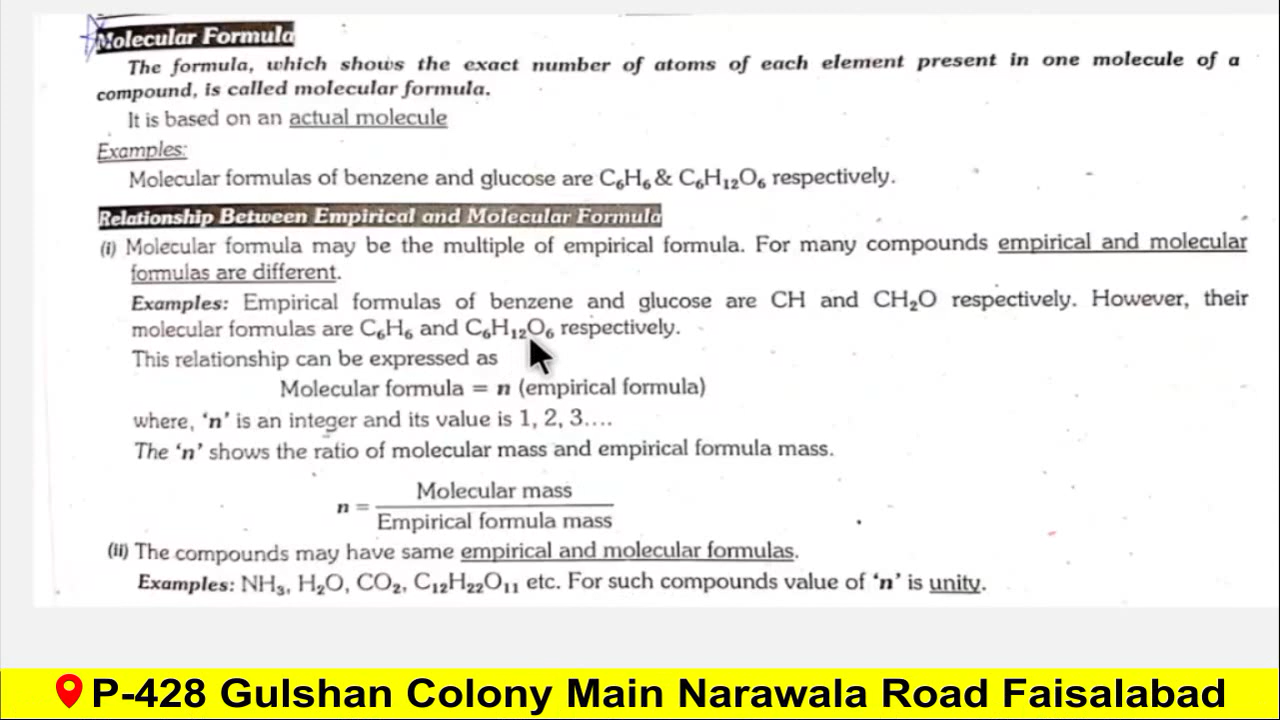 Molecular Formula
The formula, which shows the exact number of atoms of each element present in one molecule of a
compound, is called molecular formula.
It is based on an actual molecule
Examples:
Molecular formulas of benzene and glucose are C₆H₆ & C₆H₁₂O₆ respectively.
Relationship Between Empirical and Molecular Formula
(i) Molecular formula may be the multiple of empirical formula. For many compounds empirical and molecular
formulas are different.
Examples: Empirical formulas of benzene and glucose are CH and CH₂O respectively. However, their
molecular formulas are C₆H₆ and C₆H₁₂O₆ respectively.
This relationship can be expressed as
Molecular formula = n (empirical formula)
where, ‘n’ is an integer and its value is 1, 2, 3....
The ‘n’ shows the ratio of molecular mass and empirical formula mass.
Molecular mass
n =
Empirical formula mass
(ii) The compounds may have same empirical and molecular formulas.
Examples: NH₃, H₂O, CO₂, C₁₂H₂₂O₁₁ etc. For such compounds value of ‘n’ is unity.
P-428 Gulshan Colony Main Narawala Road Faisalabad